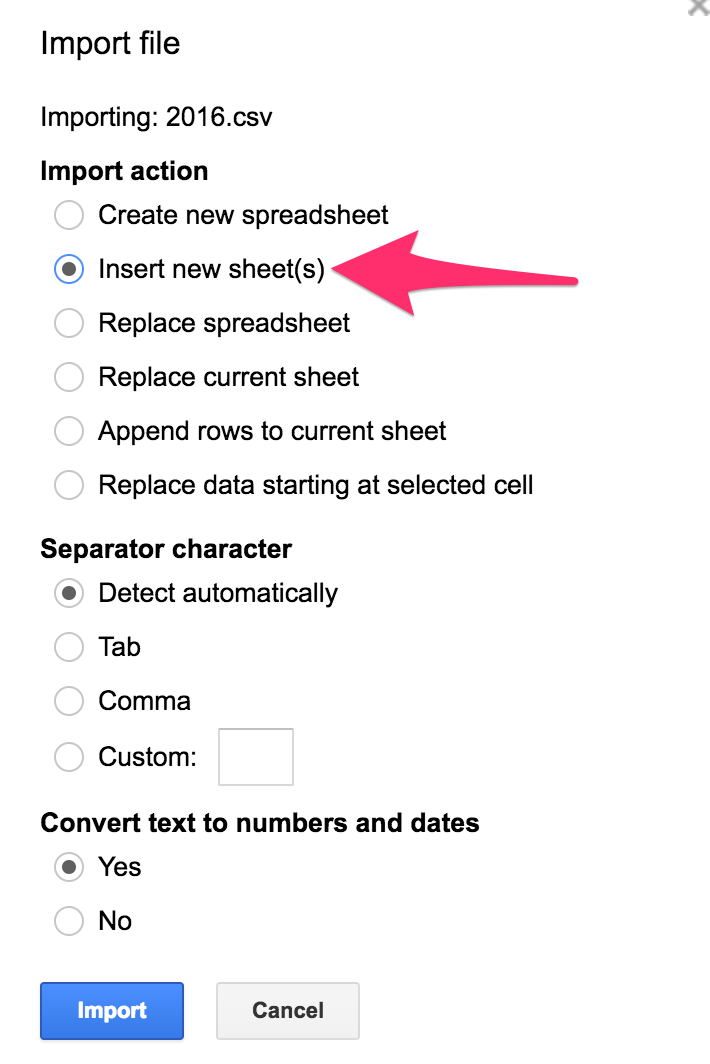 Import file
Importing: 2016.csv
Import action
Create new spreadsheet
Insert new sheet(s)
Replace spreadsheet
Replace current sheet
Append rows to current sheet
Replace data starting at selected cell
Separator character
Detect automatically
Tab
Comma
Custom:
Convert text to numbers and dates
Yes
No
Import Cancel